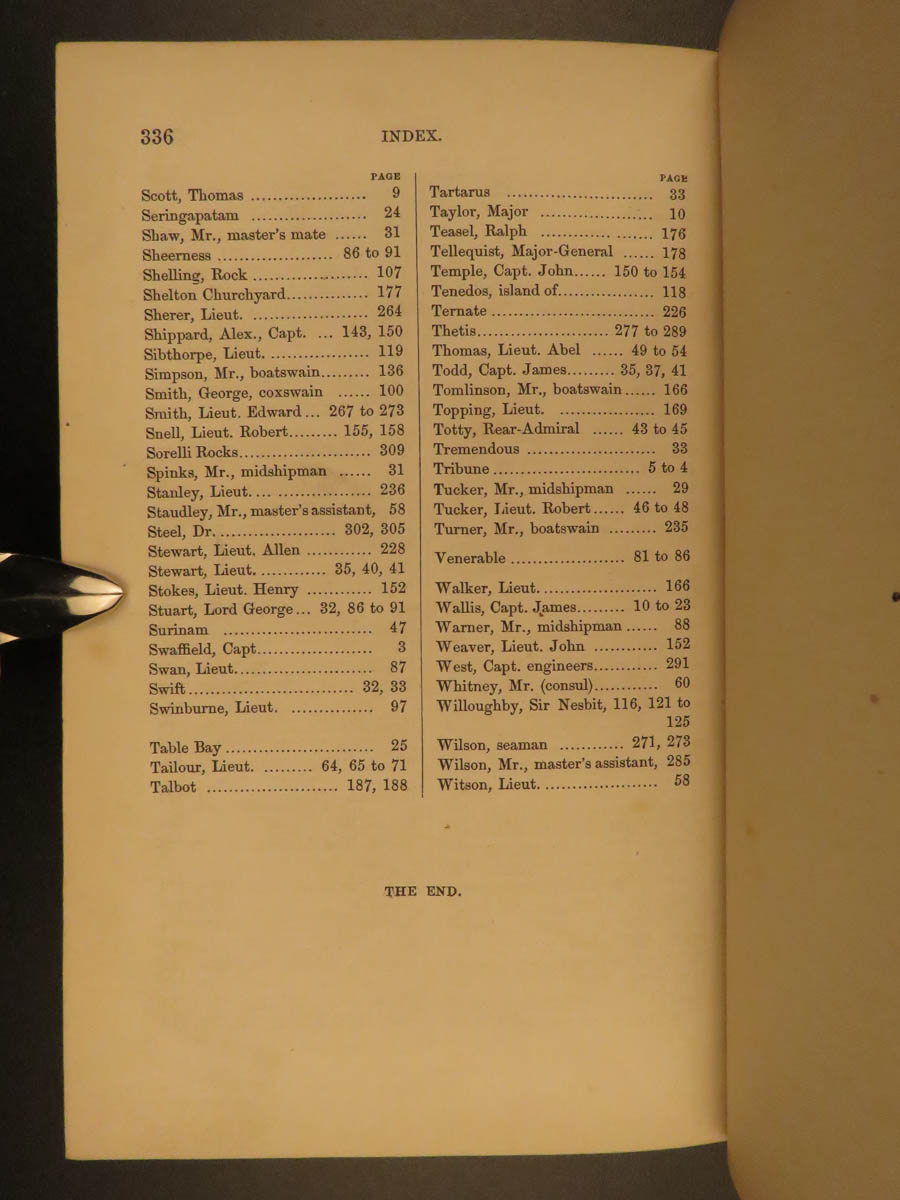 336
INDEX.
PAGE
Scott, Thomas ..................... 9
Seringapatam ..................... 24
Shaw, Mr., master's mate ...... 31
Sheerness ..................... 86 to 91
Shelling, Rock ..................... 107
Shelton Churchyard............... 177
Sherer, Lieut. ..................... 264
Shippard, Alex., Capt. ... 143, 150
Sibthorpe, Lieut. .................. 119
Simpson, Mr., boatswain......... 136
Smith, George, coxswain ...... 100
Smith, Lieut. Edward... 267 to 273
Snell, Lieut. Robert......... 155, 158
Sorelli Rocks........................ 309
Spinks, Mr., midshipman ...... 31
Stanley, Lieut.... ................. 236
Staudley, Mr., master's assistant, 58
Steel, Dr. ..................... 302, 305
Stewart, Lieut. Allen ............ 228
Stewart, Lieut. ............ 35, 40, 41
Stokes, Lieut. Henry ............ 152
Stuart, Lord George... 32, 86 to 91
Surinam ........................... 47
Swaffield, Capt..................... 3
Swan, Lieut......................... 87
Swift.............................. 32, 33
Swinburne, Lieut. ............... 97
Table Bay ........................... 25
Tailour, Lieut. ......... 64, 65 to 71
Talbot ........................ 187, 188
PAGE
Tartarus ........................... 33
Taylor, Major ..................... 10
Teasel, Ralph ............. ....... 176
Tellequist, Major-General ...... 178
Temple, Capt. John...... 150 to 154
Tenedos, island of.................. 118
Ternate .............................. 226
Thetis........................ 277 to 289
Thomas, Lieut. Abel ...... 49 to 54
Todd, Capt. James......... 35, 37, 41
Tomlinson, Mr., boatswain...... 166
Topping, Lieut. .................. 169
Totty, Rear-Admiral ...... 43 to 45
Tremendous ........................ 33
Tribune ........................... 5 to 4
Tucker, Mr., midshipman ...... 29
Tucker, Lieut. Robert...... 46 to 48
Turner, Mr., boatswain ......... 235
Venerable ..................... 81 to 86
Walker, Lieut. ..................... 166
Wallis, Capt. James......... 10 to 23
Warner, Mr., midshipman ...... 88
Weaver, Lieut. John ............ 152
West, Capt. engineers............ 291
Whitney, Mr. (consul)............ 60
Willoughby, Sir Nesbit, 116, 121 to
125
Wilson, seaman ............ 271, 273
Wilson, Mr., master's assistant, 285
Witson, Lieut. ..................... 58
THE END.